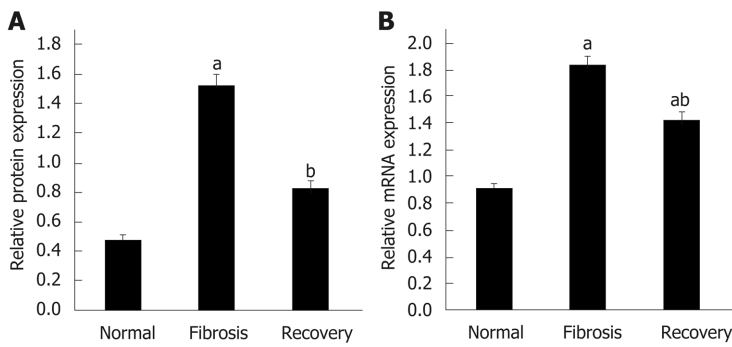 A
Relative protein expression
1.8
1.6
1.4
1.2
1.0
0.8
0.6
0.4
0.2
0.0
a
b
Normal Fibrosis Recovery
B
Relative mRNA expression
2.0
1.8
1.6
1.4
1.2
1.0
0.8
0.6
0.4
0.2
0.0
a
ab
Normal Fibrosis Recovery